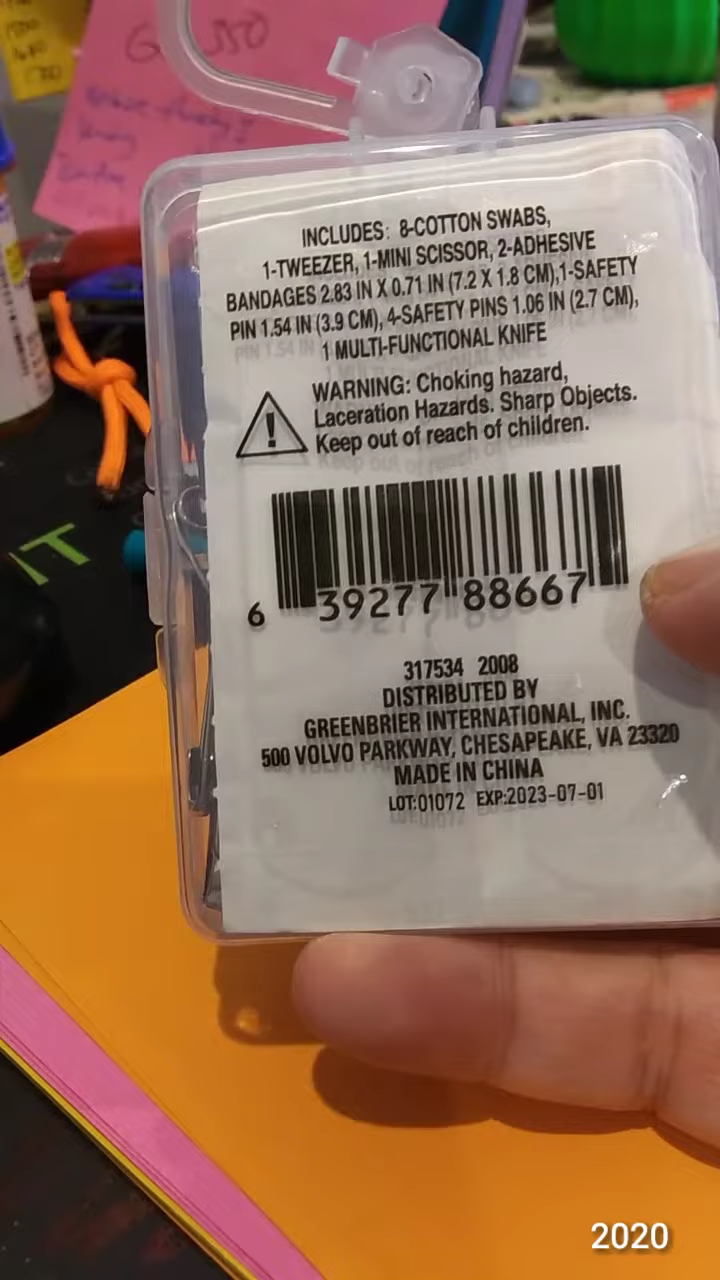 INCLUDES: 8-COTTON SWABS,
1-TWEEZER, 1-MINI SCISSOR, 2-ADHESIVE
BANDAGES 2.83 IN X 0.71 IN (7.2 X 1.8 CM),1-SAFETY
PIN 1.54 IN (3.9 CM), 4-SAFETY PINS 1.06 IN (2.7 CM),
1 MULTI-FUNCTIONAL KNIFE
WARNING: Choking hazard,
Laceration Hazards. Sharp Objects.
Keep out of reach of children.
6 39277 88667
317534 2008
DISTRIBUTED BY
GREENBRIER INTERNATIONAL, INC.
500 VOLVO PARKWAY, CHESAPEAKE, VA 23320
MADE IN CHINA
LOT:01072 EXP:2023-07-01
2020